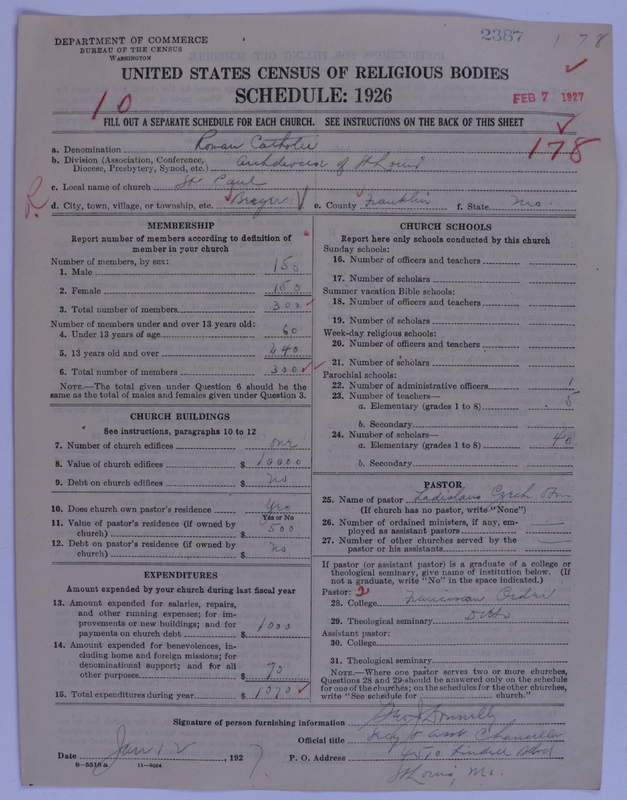 DEPARTMENT OF COMMERCE
BUREAU OF THE CENSUS
WASHINGTON
2387
178
UNITED STATES CENSUS OF RELIGIOUS BODIES
SCHEDULE: 1926
FEB 7 1927
10
FILL OUT A SEPARATE SCHEDULE FOR EACH CHURCH. SEE INSTRUCTIONS ON THE BACK OF THIS SHEET
178
a. Denomination Roman Catholic
b. Division (Association, Conference, Diocese, Presbytery, Synod, etc.) Archdiocese of St Louis
c. Local name of church St Paul
R.
d. City, town, village, or township, etc. e. County Franklin f. State Mo.
MEMBERSHIP
Report number of members according to definition of
member in your church
Number of members, by sex:
1. Male 150
2. Female 150
3. Total number of members 300
Number of members under and over 13 years old:
4. Under 13 years of age 60
5. 13 years old and over 240
6. Total number of members 300
NOTE.—The total given under Question 6 should be the
same as the total of males and females given under Question 3.
CHURCH BUILDINGS
See instructions, paragraphs 10 to 12
7. Number of church edifices one
8. Value of church edifices $ 10000
9. Debt on church edifices $ no
10. Does church own pastor's residence yes
Yes or No
11. Value of pastor's residence (if owned by
church) $ 500
12. Debt on pastor's residence (if owned by
church) $ no
EXPENDITURES
Amount expended by your church during last fiscal year
13. Amount expended for salaries, repairs,
and other running expenses; for im-
provements or new buildings; and for
payments on church debt $ 1000
14. Amount expended for benevolences, in-
cluding home and foreign missions; for
denominational support; and for all
other purposes $ 70
15. Total expenditures during year $ 1070
CHURCH SCHOOLS
Report here only schools conducted by this church
Sunday schools:
16. Number of officers and teachers
17. Number of scholars
Summer vacation Bible schools:
18. Number of officers and teachers
19. Number of scholars
Week-day religious schools:
20. Number of officers and teachers
21. Number of scholars
Parochial schools:
22. Number of administrative officers 1
23. Number of teachers—
a. Elementary (grades 1 to 8)
b. Secondary
24. Number of scholars—
a. Elementary (grades 1 to 8) 40
b. Secondary
PASTOR
25. Name of pastor Ladislaus Czech
(If church has no pastor, write "None")
26. Number of ordained ministers, if any, em-
ployed as assistant pastors —
27. Number of other churches served by the
pastor or his assistants —
If pastor (or assistant pastor) is a graduate of a college or
theological seminary, give name of institution below. (If
not a graduate, write "No" in the space indicated.)
Pastor: 2
28. College Franciscan Order
29. Theological seminary Ditto
Assistant pastor:
30. College
31. Theological seminary
NOTE.—Where one pastor serves two or more churches,
Questions 28 and 29 should be answered only on the schedule
for one of the churches; on the schedules for the other churches,
write "See schedule for church."
Signature of person furnishing information Geo J Donnelly
Official title Secy to asst Chancellor
Date Jan 12, 1927 P. O. Address Lindell Blvd
St Louis, Mo.
8-5518a 11-9024